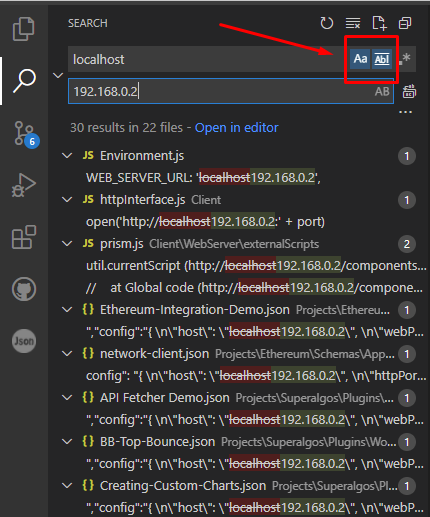 SEARCH
localhost
Aa Abl .*
192.168.0.2
AB
30 results in 22 files - Open in editor
6
JS Environment.js 1
WEB_SERVER_URL: 'localhost192.168.0.2',
JS httpInterface.js Client 1
open('http://localhost192.168.0.2:' + port)
JS prism.js Client\WebServer\externalScripts 2
util.currentScript (http://localhost192.168.0.2/components...
// at Global code (http://localhost192.168.0.2/compone...
{ } Ethereum-Integration-Demo.json Projects\Ethereu... 1
","config":"{ \n\"host\": \"localhost192.168.0.2\", \n\"webP...
{ } network-client.json Projects\Ethereum\Schemas\App... 1
config": "{ \n\"host\": \"localhost192.168.0.2\", \n\"httpPor...
{ } API Fetcher Demo.json Projects\Superalgos\Plugins\... 1
","config":"{ \n\"host\": \"localhost192.168.0.2\", \n\"webP...
{ } BB-Top-Bounce.json Projects\Superalgos\Plugins\Wo... 1
","config":"{ \n\"host\": \"localhost192.168.0.2\", \n\"webP...
{ } Creating-Custom-Charts.json Projects\Superalgos\Pl... 1
","config":"{ \n\"host\": \"localhost192.168.0.2\", \n\"webP...
Json